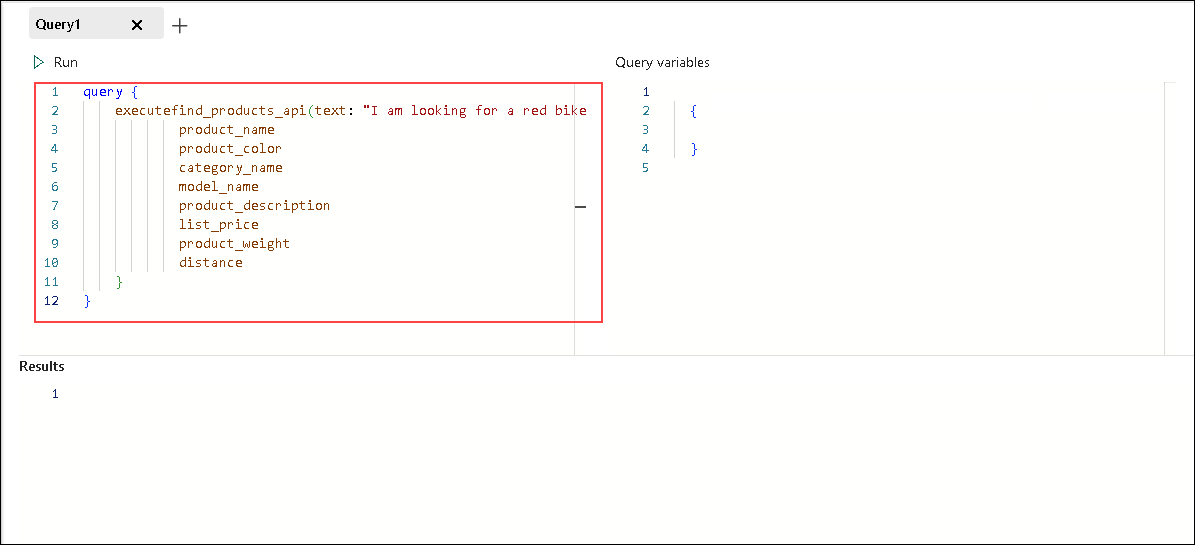 Query1
Run
1 query {
2 executefind_products_api(text: "I am looking for a red bike
3 product_name
4 product_color
5 category_name
6 model_name
7 product_description
8 list_price
9 product_weight
10 distance
11 }
12 }
Query variables
1
2 {
3
4 }
5
Results
1